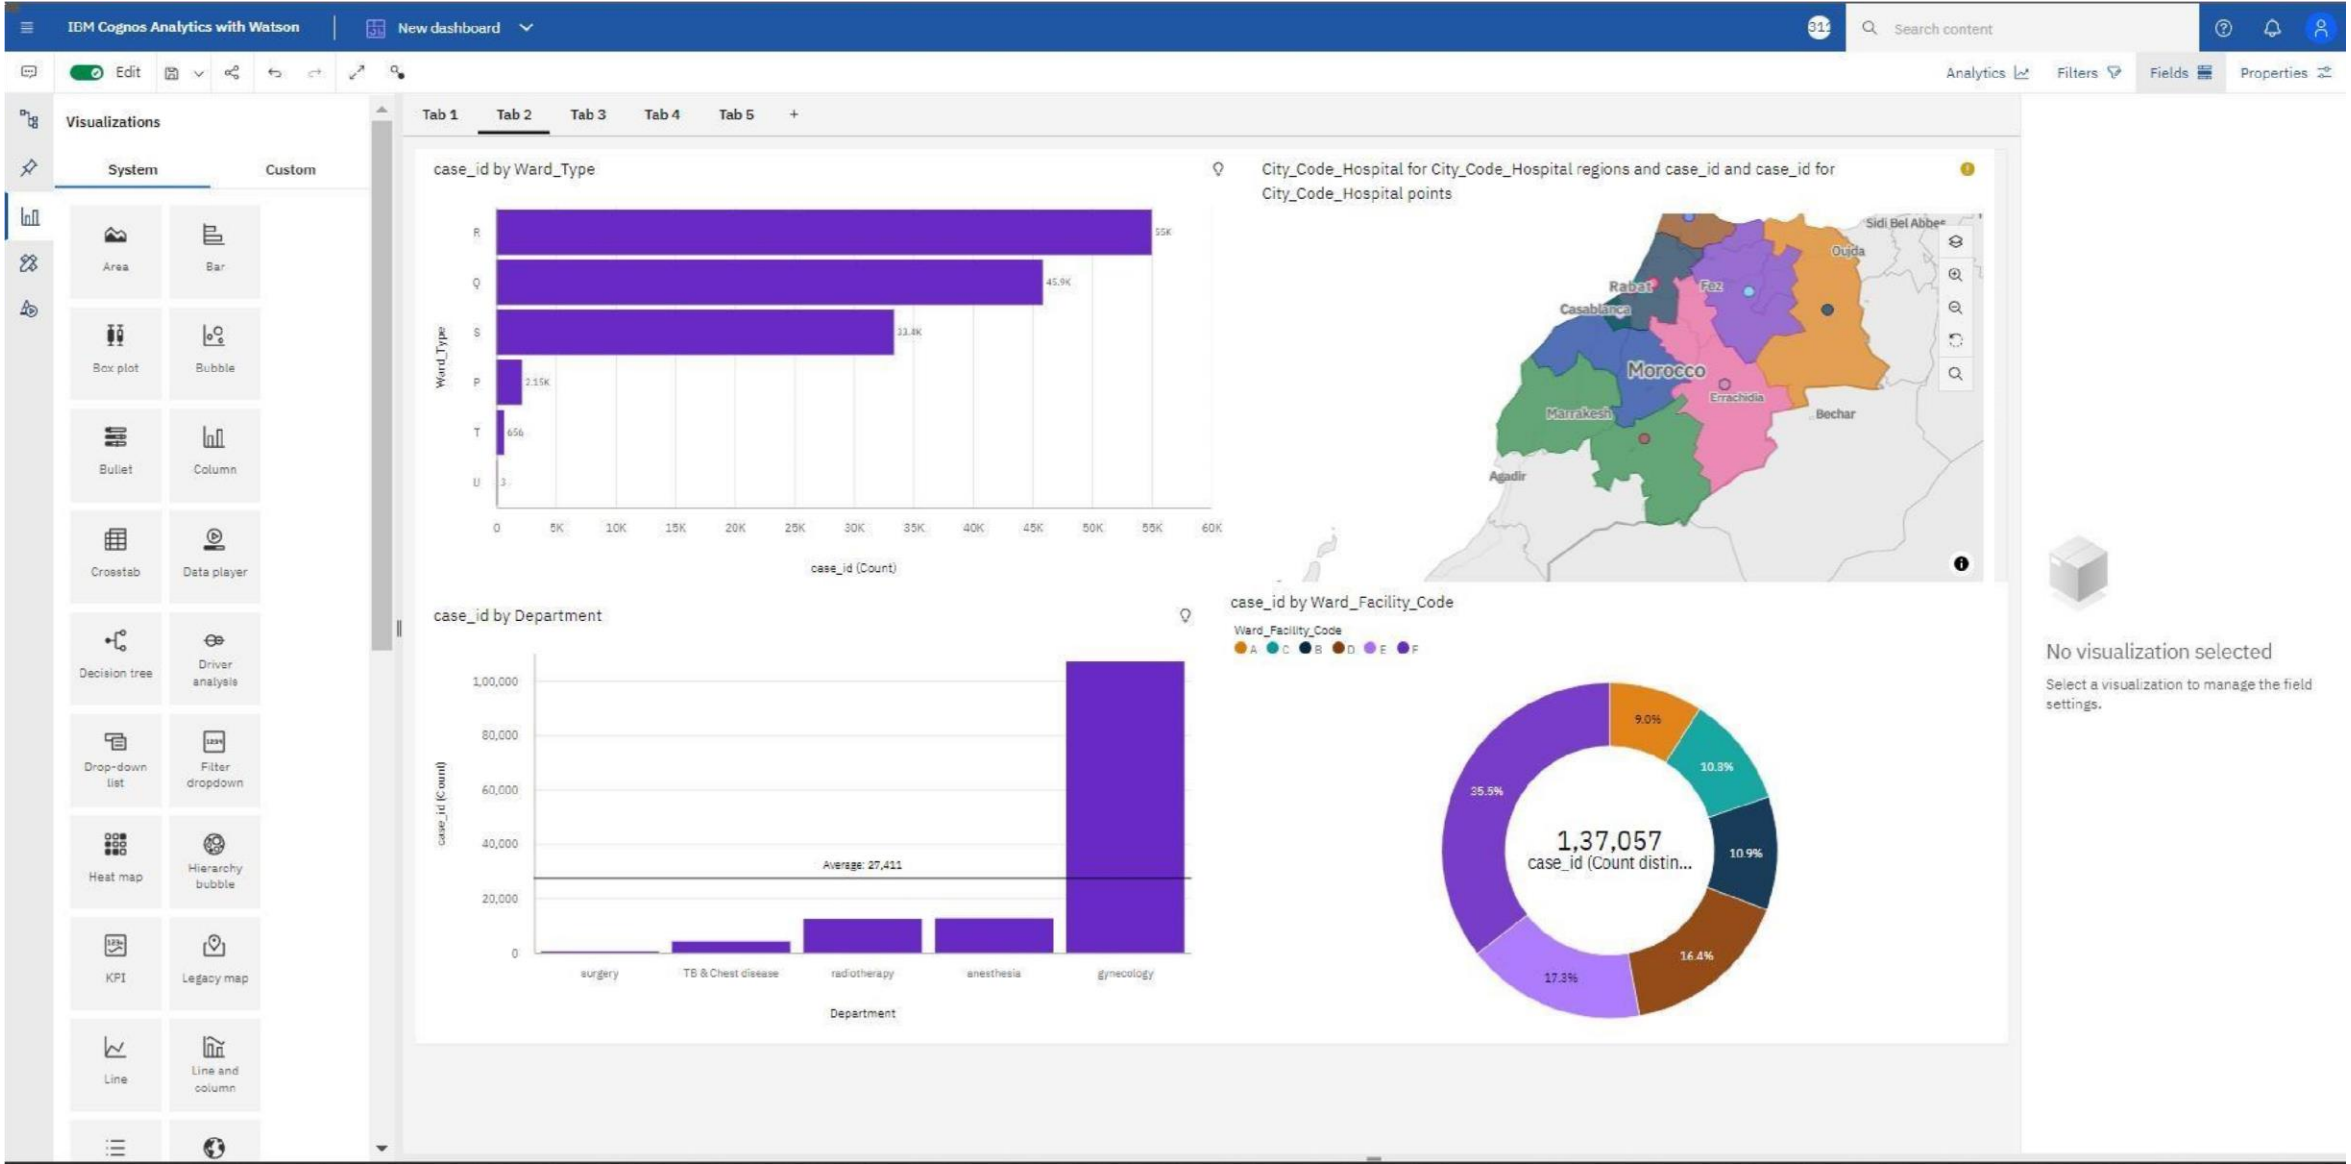 IBM Cognos Analytics with Watson
New dashboard
Search content
Edit
Analytics
Filters
Fields
Properties
Visualizations
System
Custom
Area
Bar
Box plot
Bubble
Bullet
Column
Crosstab
Data player
Decision tree
Driver
analysis
Drop-down
list
Filter
dropdown
Heat map
Hierarchy
bubble
KPI
Legacy map
Line
Line and
column
Tab 1
Tab 2
Tab 3
Tab 4
Tab 5
+
case_id by Ward_Type
Ward_Type
R
55K
Q
45.9K
S
33.4K
P
2.15K
T
656
U
3
0
5K
10K
15K
20K
25K
30K
35K
40K
45K
50K
55K
60K
case_id (Count)
City_Code_Hospital for City_Code_Hospital regions and case_id and case_id for
City_Code_Hospital points
Sidi Bel Abbes
Oujda
Rabat
Fez
Casablanca
Morocco
Errachidia
Marrakesh
Bechar
Agadir
case_id by Department
case_id (Count)
1,00,000
80,000
60,000
40,000
20,000
0
Average: 27,411
surgery
TB & Chest disease
radiotherapy
anesthesia
gynecology
Department
case_id by Ward_Facility_Code
Ward_Facility_Code
A C B D E F
9.0%
10.8%
10.9%
16.4%
17.3%
35.5%
1,37,057
case_id (Count distin...
No visualization selected
Select a visualization to manage the field
settings.